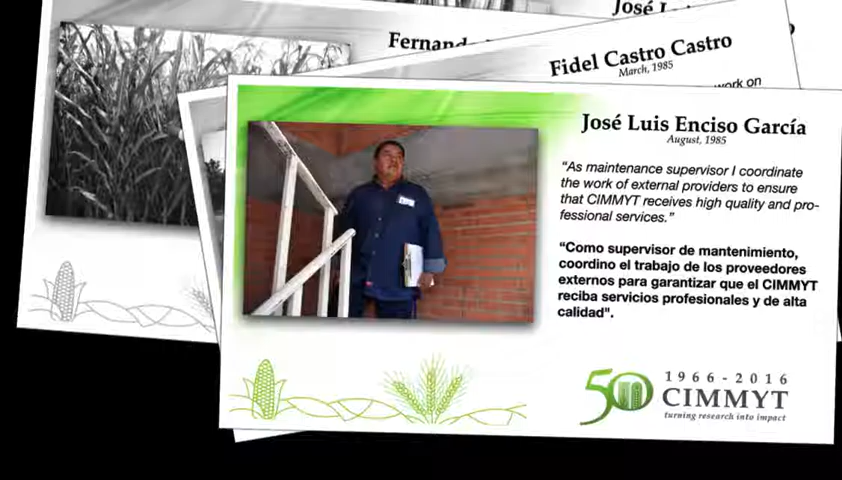 José
Fernand
Fidel Castro Castro
March, 1985
work on
José Luis Enciso García
August, 1985
“As maintenance supervisor I coordinate
the work of external providers to ensure
that CIMMYT receives high quality and pro-
fessional services.”
“Como supervisor de mantenimiento,
coordino el trabajo de los proveedores
externos para garantizar que el CIMMYT
reciba servicios profesionales y de alta
calidad".
50
1966-2016
CIMMYT
turning research into impact